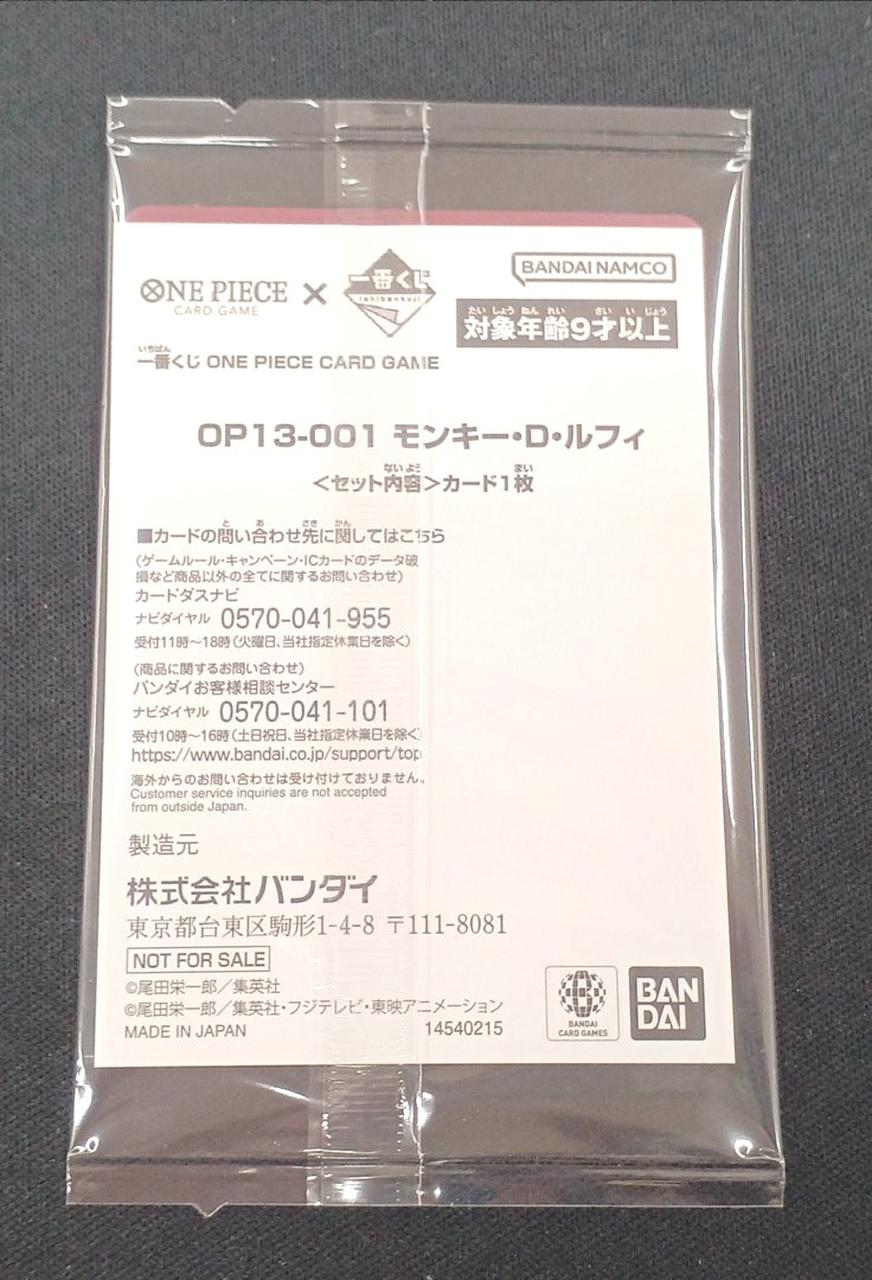 ONE PIECE CARD GAME × 一番くじ ichibankuji
BANDAI NAMCO
たいしょうねんれい さいいじょう
対象年齢9才以上
いちばん
一番くじ ONE PIECE CARD GAME
OP13-001 モンキー・D・ルフィ
ないよう まい
<セット内容>カード1枚
と あ さき かん
■カードの問い合わせ先に関してはこちら
(ゲームルール・キャンペーン・ICカードのデータ破
損など商品以外の全てに関するお問い合わせ)
カードダスナビ
ナビダイヤル 0570-041-955
受付11時〜18時(火曜日、当社指定休業日を除く)
(商品に関するお問い合わせ)
バンダイお客様相談センター
ナビダイヤル 0570-041-101
受付10時〜16時(土日祝日、当社指定休業日を除く)
https://www.bandai.co.jp/support/top
海外からのお問い合わせは受け付けておりません。
Customer service inquiries are not accepted
from outside Japan.
製造元
株式会社バンダイ
東京都台東区駒形1-4-8 〒111-8081
NOT FOR SALE
©尾田栄一郎/集英社
©尾田栄一郎/集英社・フジテレビ・東映アニメーション
MADE IN JAPAN 14540215
BANDAI
CARD GAMES
BAN
DAI